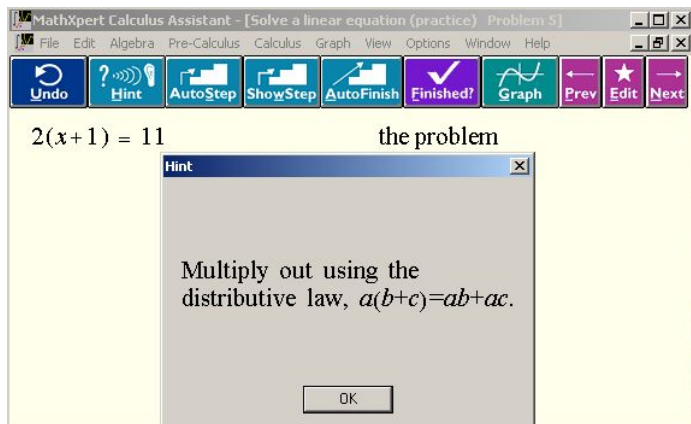 MathXpert Calculus Assistant - [Solve a linear equation (practice) Problem 5]
File Edit Algebra Pre-Calculus Calculus Graph View Options Window Help
Undo ? Hint AutoStep ShowStep AutoFinish Finished? Graph Prev Edit Next
2(x+1) = 11 the problem
Hint
Multiply out using the
distributive law, a(b+c)=ab+ac.
OK